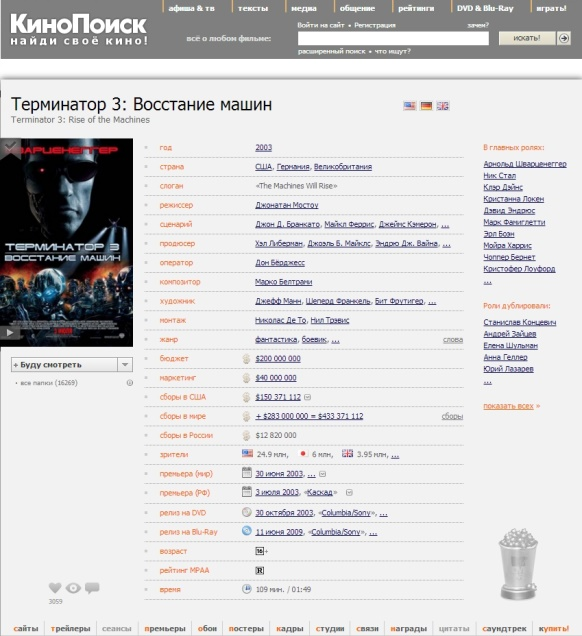 афиша & тв тексты медиа общение рейтинги DVD & Blu-Ray играть!
КиноПоиск
найди своё кино!
Войти на сайт • Регистрация зачем?
всё о любом фильме:
искать!
расширенный поиск • что ищут?
Терминатор 3: Восстание машин
Terminator 3: Rise of the Machines
ШВАРЦЕНЕГГЕР
ТЕРМИНАТОР 3
ВОССТАНИЕ МАШИН
+ Буду смотреть
• все папки (16269)
3059
год 2003
страна США, Германия, Великобритания
слоган «The Machines Will Rise»
режиссер Джонатан Мостоу
сценарий Джон Д. Бранкато, Майкл Феррис, Джеймс Кэмерон, ...
продюсер Хэл Либерман, Джоэль Б. Майклс, Эндрю Дж. Вайна, ...
оператор Дон Бёрджесс
композитор Марко Белтрами
художник Джефф Манн, Шеперд Франкель, Бит Фрутигер, ...
монтаж Николас Де То, Нил Трэвис
жанр фантастика, боевик, ... слова
бюджет $200 000 000
маркетинг $40 000 000
сборы в США $150 371 112
сборы в мире + $283 000 000 = $433 371 112 сборы
сборы в России $12 820 000
зрители 24.9 млн, 6 млн, 3.95 млн, ...
премьера (мир) 30 июня 2003, ...
премьера (РФ) 3 июля 2003, «Каскад»
релиз на DVD 30 октября 2003, «Columbia/Sony», ...
релиз на Blu-Ray 11 июня 2009, «Columbia/Sony», ...
возраст 16+
рейтинг MPAA R
время 109 мин. / 01:49
В главных ролях:
Арнольд Шварценеггер
Ник Стал
Клэр Дэйнс
Кристанна Локен
Дэвид Эндрюс
Марк Фамиглетти
Эрл Боэн
Мойра Харрис
Чоппер Бернет
Кристофер Лоуфорд
...
Роли дублировали:
Станислав Концевич
Андрей Зайцев
Елена Шульман
Анна Геллер
Юрий Лазарев
...
показать всех »
сайты трейлеры сеансы премьеры обои постеры кадры студии связи награды цитаты саундтрек купить!